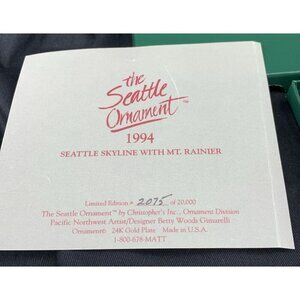 the
Seattle
Ornament™
1994
SEATTLE SKYLINE WITH MT. RAINIER
Limited Edition # 2075 of 20,000
The Seattle Ornament™ by Christopher's Inc., Ornament Division
Pacific Northwest Artist/Designer Betty Woods Gimarelli
Ornament© 24K Gold Plate Made in U.S.A.
1-800-678-MATT